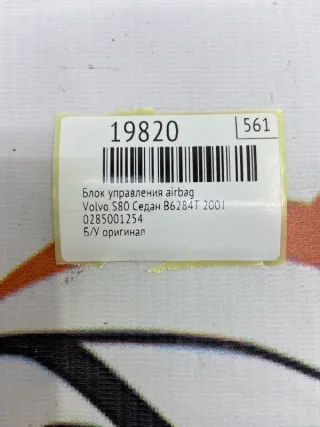 19820
561
Блок управления airbag
Volvo S80 Седан B6284T 2001
0285001254
Б/У оригинал